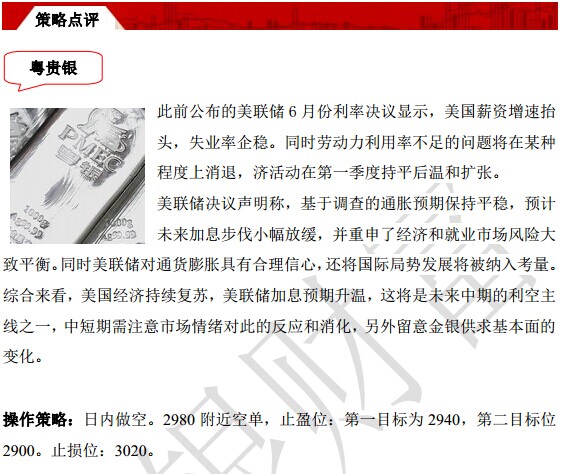 策略点评
粤贵银
PMEC
1000g
此前公布的美联储 6 月份利率决议显示，美国薪资增速抬
头，失业率企稳。同时劳动力利用率不足的问题将在某种
程度上消退，济活动在第一季度持平后温和扩张。
美联储决议声明称，基于调查的通胀预期保持平稳，预计
未来加息步伐小幅放缓，并重申了经济和就业市场风险大
致平衡。同时美联储对通货膨胀具有合理信心，还将国际局势发展将被纳入考量。
综合来看，美国经济持续复苏，美联储加息预期升温，这将是未来中期的利空主
线之一，中短期需注意市场情绪对此的反应和消化，另外留意金银供求基本面的
变化。
操作策略：日内做空。2980 附近空单，止盈位：第一目标为 2940，第二目标位
2900。止损位：3020。
银财富